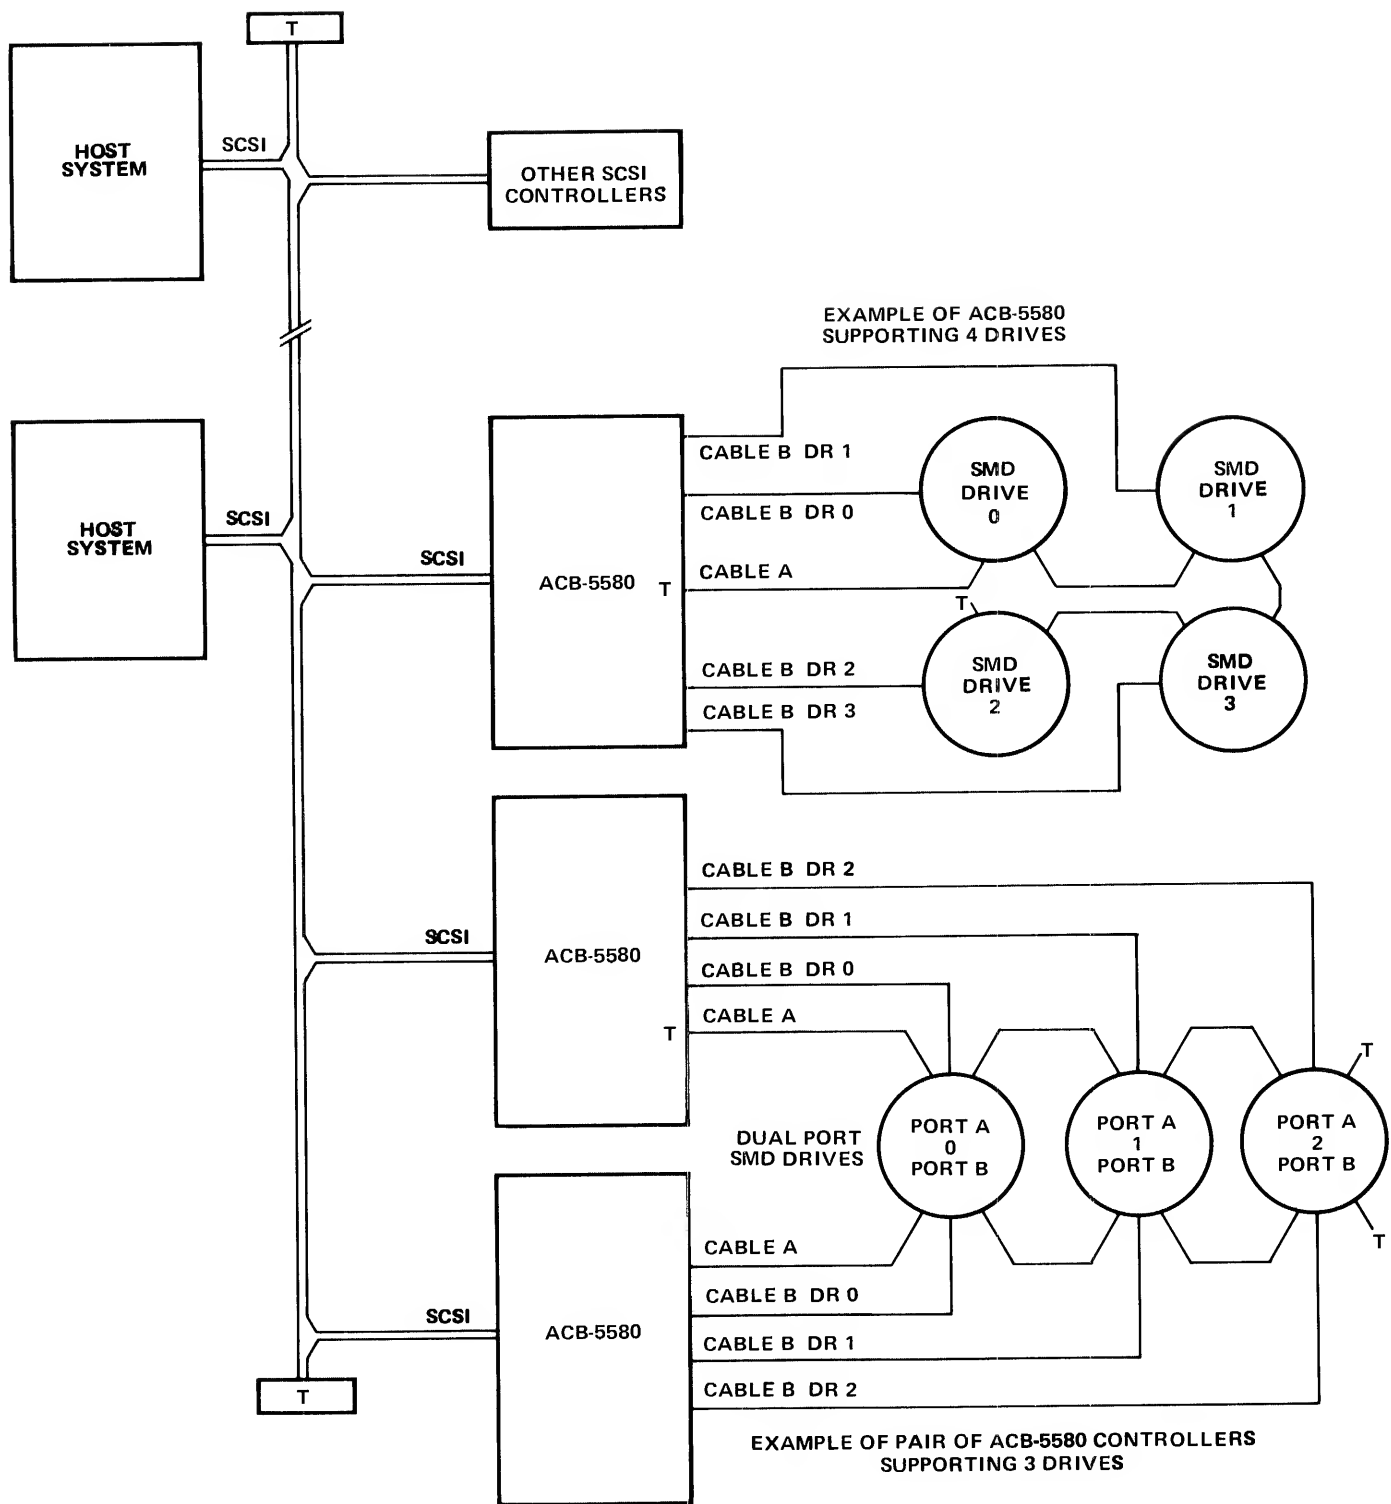 T
HOST
SYSTEM
SCSI
OTHER SCSI
CONTROLLERS
EXAMPLE OF ACB-5580
SUPPORTING 4 DRIVES
HOST
SYSTEM
SCSI
SCSI
ACB-5580
T
CABLE B DR 1
CABLE B DR 0
CABLE A
CABLE B DR 2
CABLE B DR 3
SMD
DRIVE
0
SMD
DRIVE
1
T
SMD
DRIVE
2
SMD
DRIVE
3
SCSI
ACB-5580
T
CABLE B DR 2
CABLE B DR 1
CABLE B DR 0
CABLE A
DUAL PORT
SMD DRIVES
PORT A
0
PORT B
PORT A
1
PORT B
PORT A
2
PORT B
T
T
SCSI
ACB-5580
CABLE A
CABLE B DR 0
CABLE B DR 1
CABLE B DR 2
T
EXAMPLE OF PAIR OF ACB-5580 CONTROLLERS
SUPPORTING 3 DRIVES